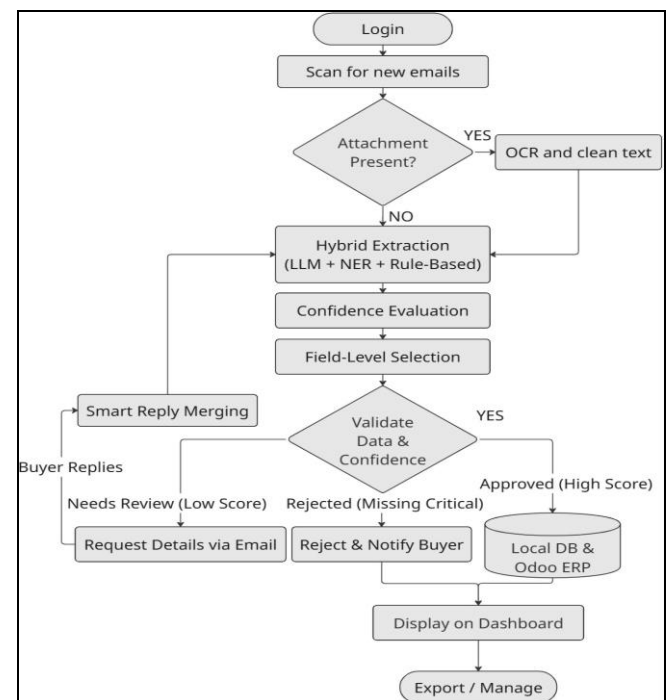 Login
Scan for new emails
Attachment
Present?
YES
OCR and clean text
NO
Hybrid Extraction
(LLM + NER + Rule-Based)
Confidence Evaluation
Field-Level Selection
Smart Reply Merging
Validate
Data &
Confidence
YES
Buyer Replies
Needs Review (Low Score)
Rejected (Missing Critical)
Approved (High Score)
Request Details via Email
Reject & Notify Buyer
Local DB &
Odoo ERP
Display on Dashboard
Export / Manage